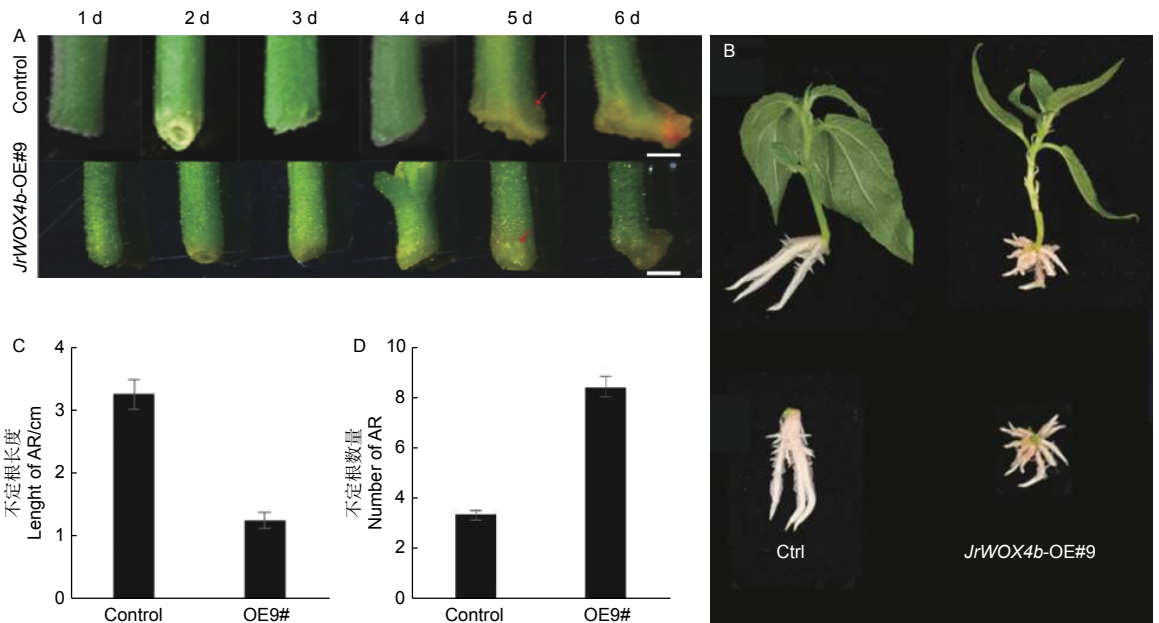 1 d 2 d 3 d 4 d 5 d 6 d
A
Control
JrWOX4b-OE#9
B
Ctrl JrWOX4b-OE#9
C
不定根长度
Lenght of AR/cm
4
3
2
1
0
Control OE9#
D
不定根数量
Number of AR
10
8
6
4
2
0
Control OE9#